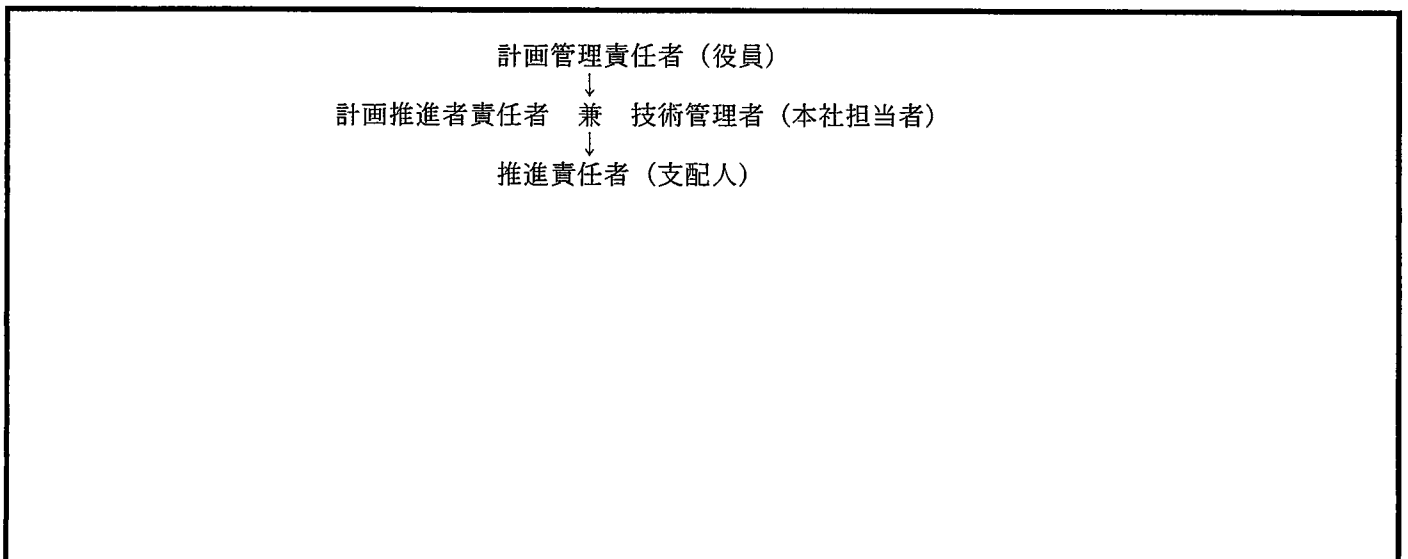 計画管理責任者（役員）
↓
計画推進者責任者　兼　技術管理者（本社担当者）
↓
推進責任者（支配人）